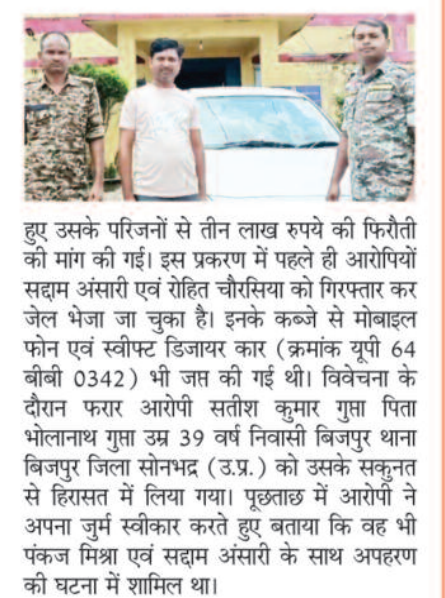 हुए उसके परिजनों से तीन लाख रुपये की फिरौती
की मांग की गई। इस प्रकरण में पहले ही आरोपियों
सद्दाम अंसारी एवं रोहित चौरसिया को गिरफ्तार कर
जेल भेजा जा चुका है। इनके कब्जे से मोबाइल
फोन एवं स्वीफ्ट डिजायर कार (क्रमांक यूपी 64
बीबी 0342) भी जप्त की गई थी। विवेचना के
दौरान फरार आरोपी सतीश कुमार गुप्ता पिता
भोलानाथ गुप्ता उम्र 39 वर्ष निवासी बिजपुर थाना
बिजपुर जिला सोनभद्र (उ.प्र.) को उसके सकुनत
से हिरासत में लिया गया। पूछताछ में आरोपी ने
अपना जुर्म स्वीकार करते हुए बताया कि वह भी
पंकज मिश्रा एवं सद्दाम अंसारी के साथ अपहरण
की घटना में शामिल था।